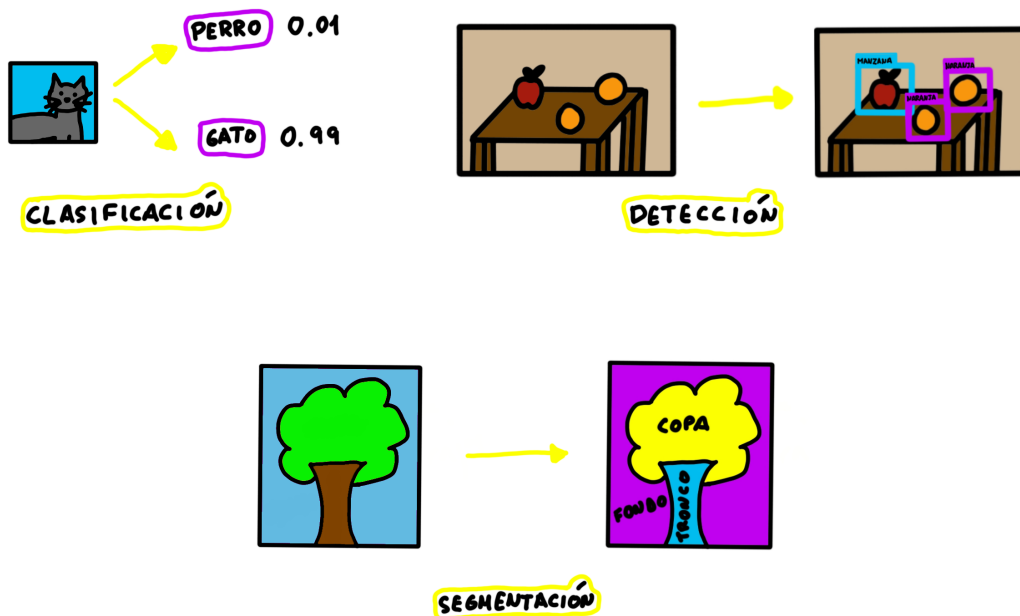 PERRO 0.01
GATO 0.99
CLASIFICACIÓN
MANZANA
NARANJA
NARANJA
DETECCIÓN
COPA
FONDO
TRONCO
SEGMENTACIÓN